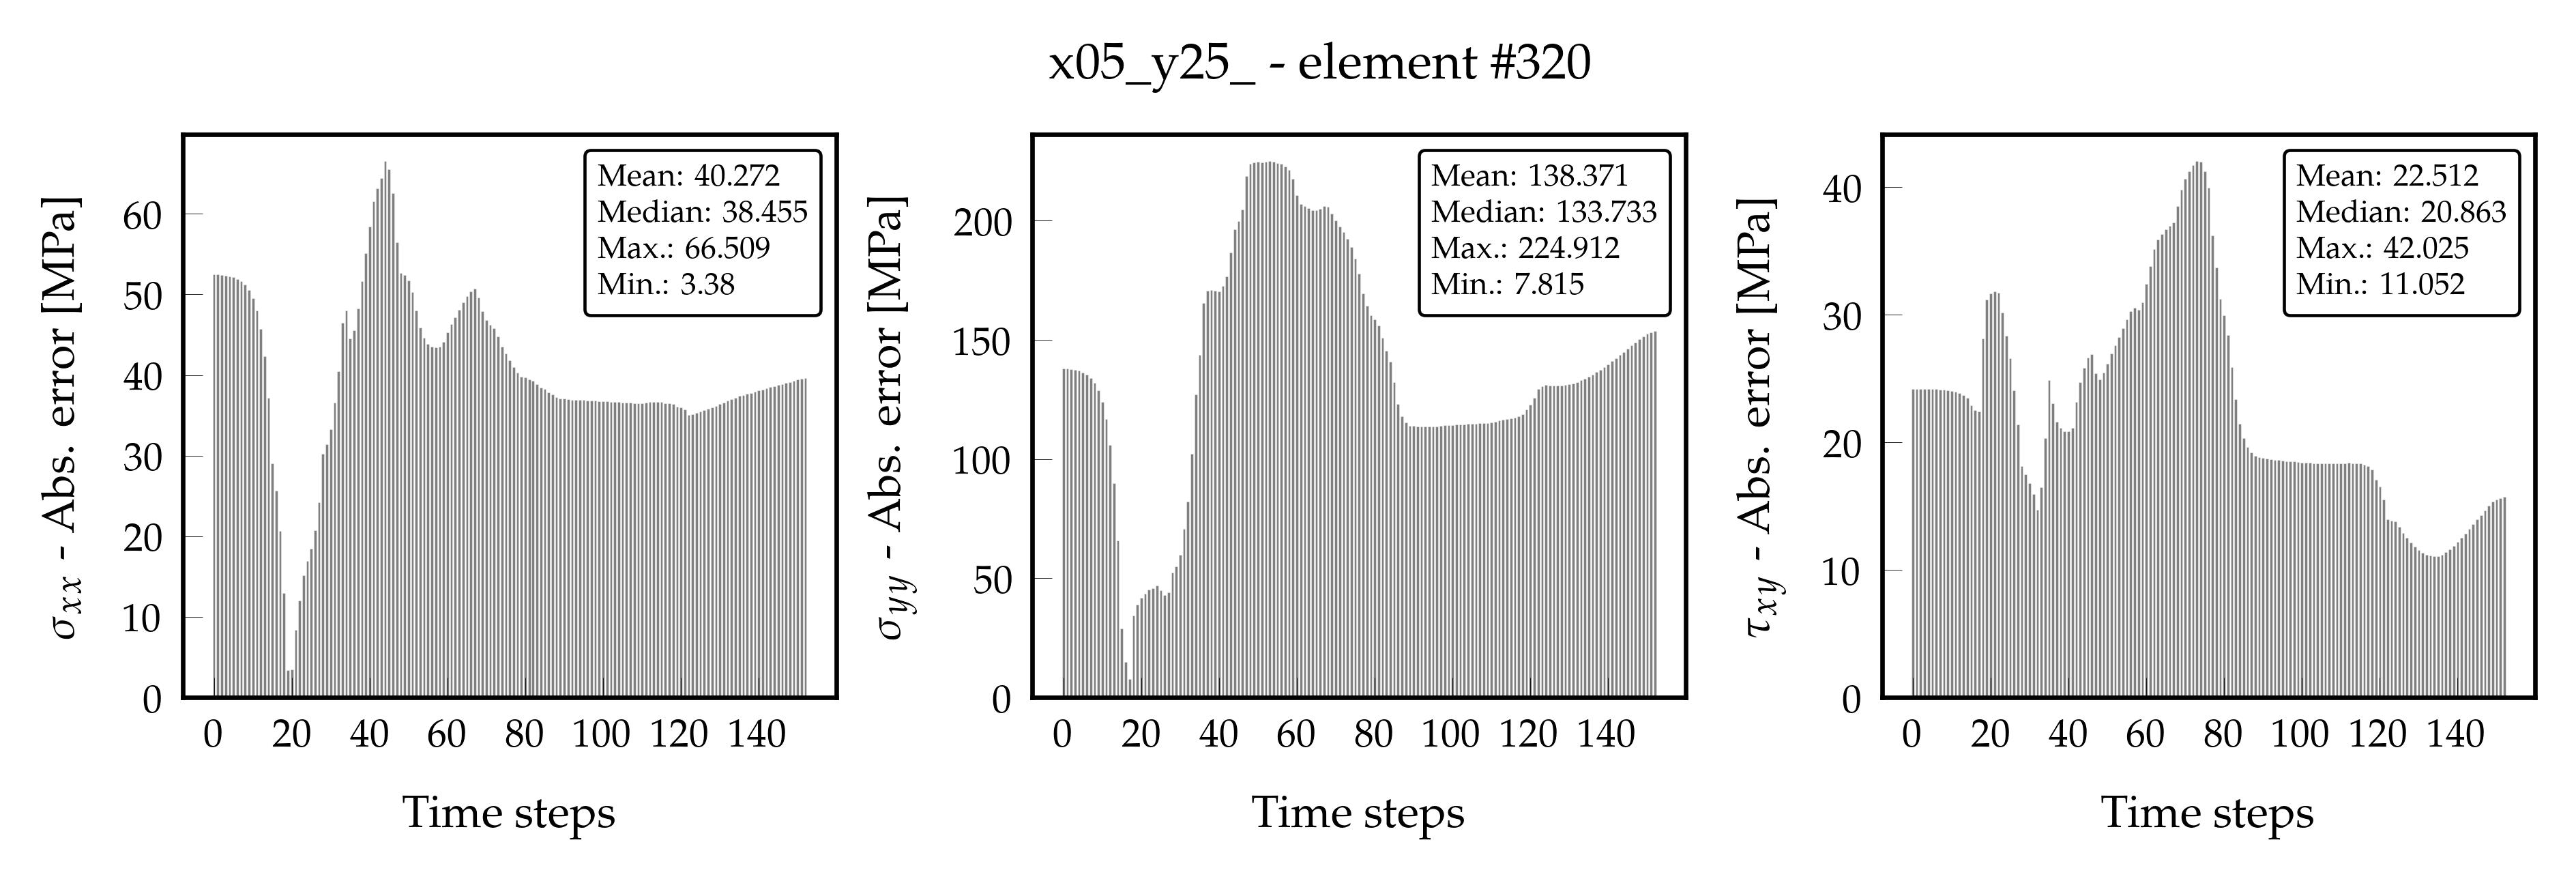 x05_y25_ - element #320
σxx - Abs. error [MPa]
60
50
40
30
20
10
0
Mean: 40.272
Median: 38.455
Max.: 66.509
Min.: 3.38
0 20 40 60 80 100 120 140
Time steps
σyy - Abs. error [MPa]
200
150
100
50
0
Mean: 138.371
Median: 133.733
Max.: 224.912
Min.: 7.815
0 20 40 60 80 100 120 140
Time steps
τxy - Abs. error [MPa]
40
30
20
10
0
Mean: 22.512
Median: 20.863
Max.: 42.025
Min.: 11.052
0 20 40 60 80 100 120 140
Time steps